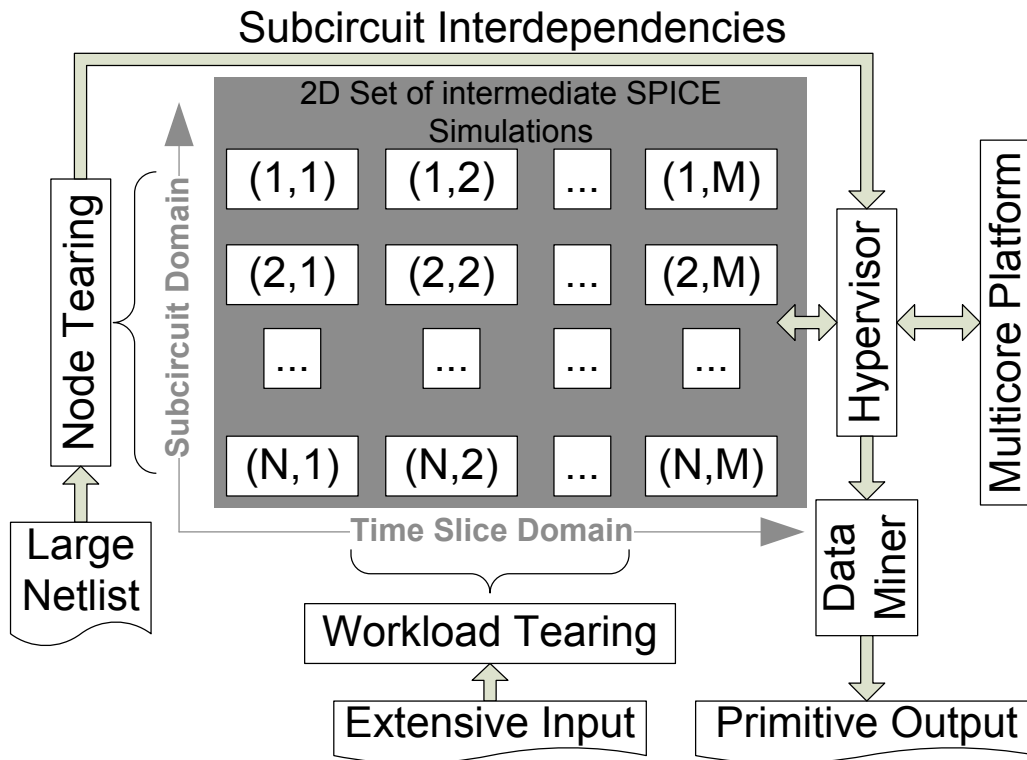 Subcircuit Interdependencies
2D Set of intermediate SPICE
Simulations
(1,1) (1,2) ... (1,M)
(2,1) (2,2) ... (2,M)
... ... ... ...
(N,1) (N,2) ... (N,M)
Subcircuit Domain
Time Slice Domain
Node Tearing
Large
Netlist
Workload Tearing
Extensive Input
Hypervisor
Multicore Platform
Data
Miner
Primitive Output